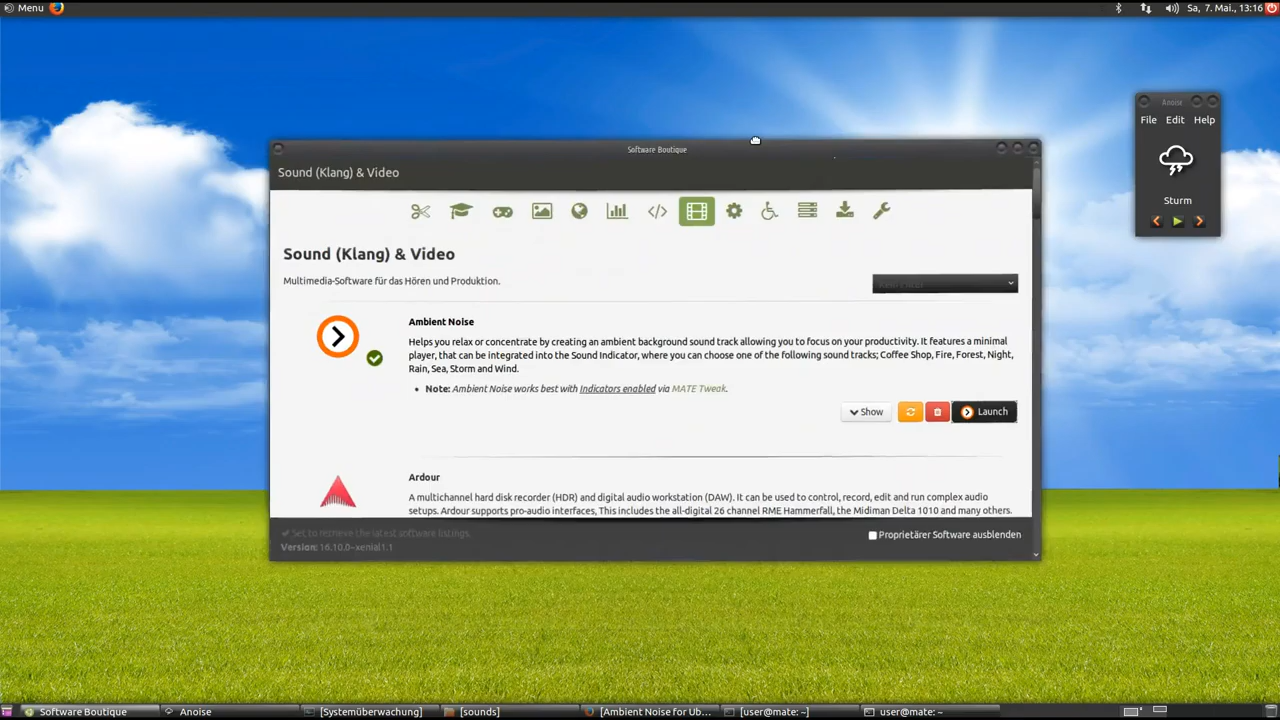 Menu
Sa, 7. Mai., 13:16
Anoise
File Edit Help
Sturm
Software Boutique
Sound (Klang) & Video
Sound (Klang) & Video
Multimedia-Software für das Hören und Produktion.
Ambient Noise
Helps you relax or concentrate by creating an ambient background sound track allowing you to focus on your productivity. It features a minimal
player, that can be integrated into the Sound Indicator, where you can choose one of the following sound tracks; Coffee Shop, Fire, Forest, Night,
Rain, Sea, Storm and Wind.
• Note: Ambient Noise works best with Indicators enabled via MATE Tweak.
Show Launch
Ardour
A multichannel hard disk recorder (HDR) and digital audio workstation (DAW). It can be used to control, record, edit and run complex audio
setups. Ardour supports pro-audio interfaces, This includes the all-digital 26 channel RME Hammerfall, the Midiman Delta 1010 and many others.
Set to retrieve the latest software listings.
Version: 16.10.0~xenial1.1
Proprietärer Software ausblenden
Software Boutique Anoise [Systemüberwachung] [sounds] [Ambient Noise for Ub... [user@mate: ~] user@mate: ~